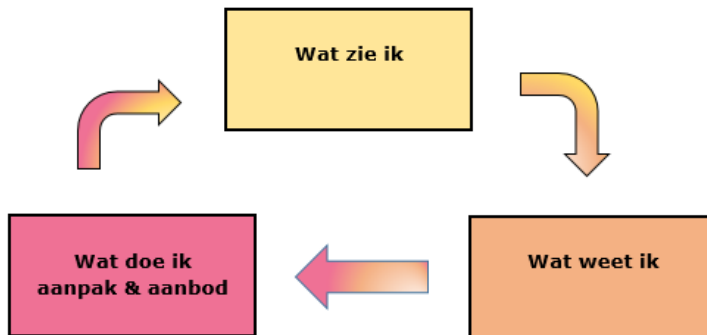 Wat zie ik
Wat weet ik
Wat doe ik
aanpak & aanbod